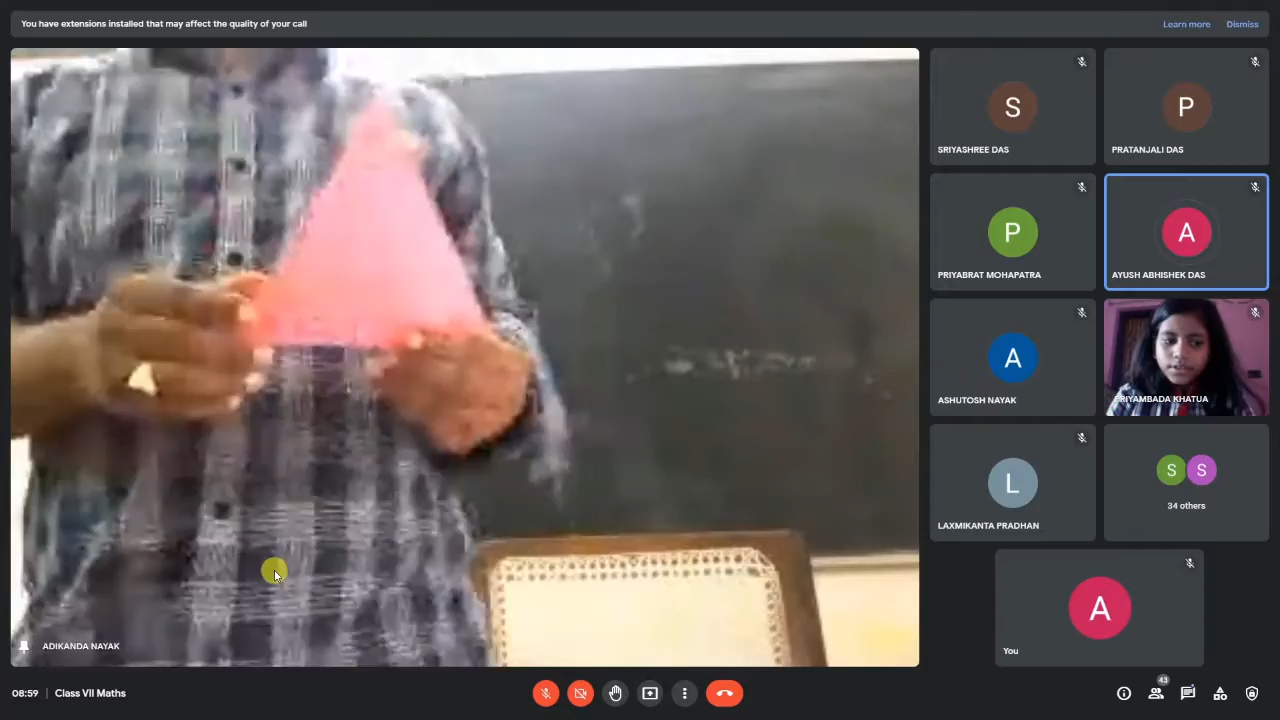 You have extensions installed that may affect the quality of your call
Learn more
Dismiss
S
SRIYASHREE DAS
P
PRATANJALI DAS
P
PRIYABRAT MOHAPATRA
A
AYUSH ABHISHEK DAS
A
ASHUTOSH NAYAK
PRIYAMBADA KHATUA
L
LAXMIKANTA PRADHAN
S S
34 others
A
You
ADIKANDA NAYAK
08:59 | Class VII Maths
43